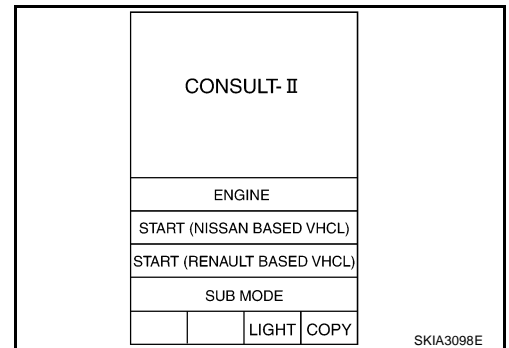 CONSULT-II
ENGINE
START (NISSAN BASED VHCL)
START (RENAULT BASED VHCL)
SUB MODE
LIGHT COPY
SKIA3098E